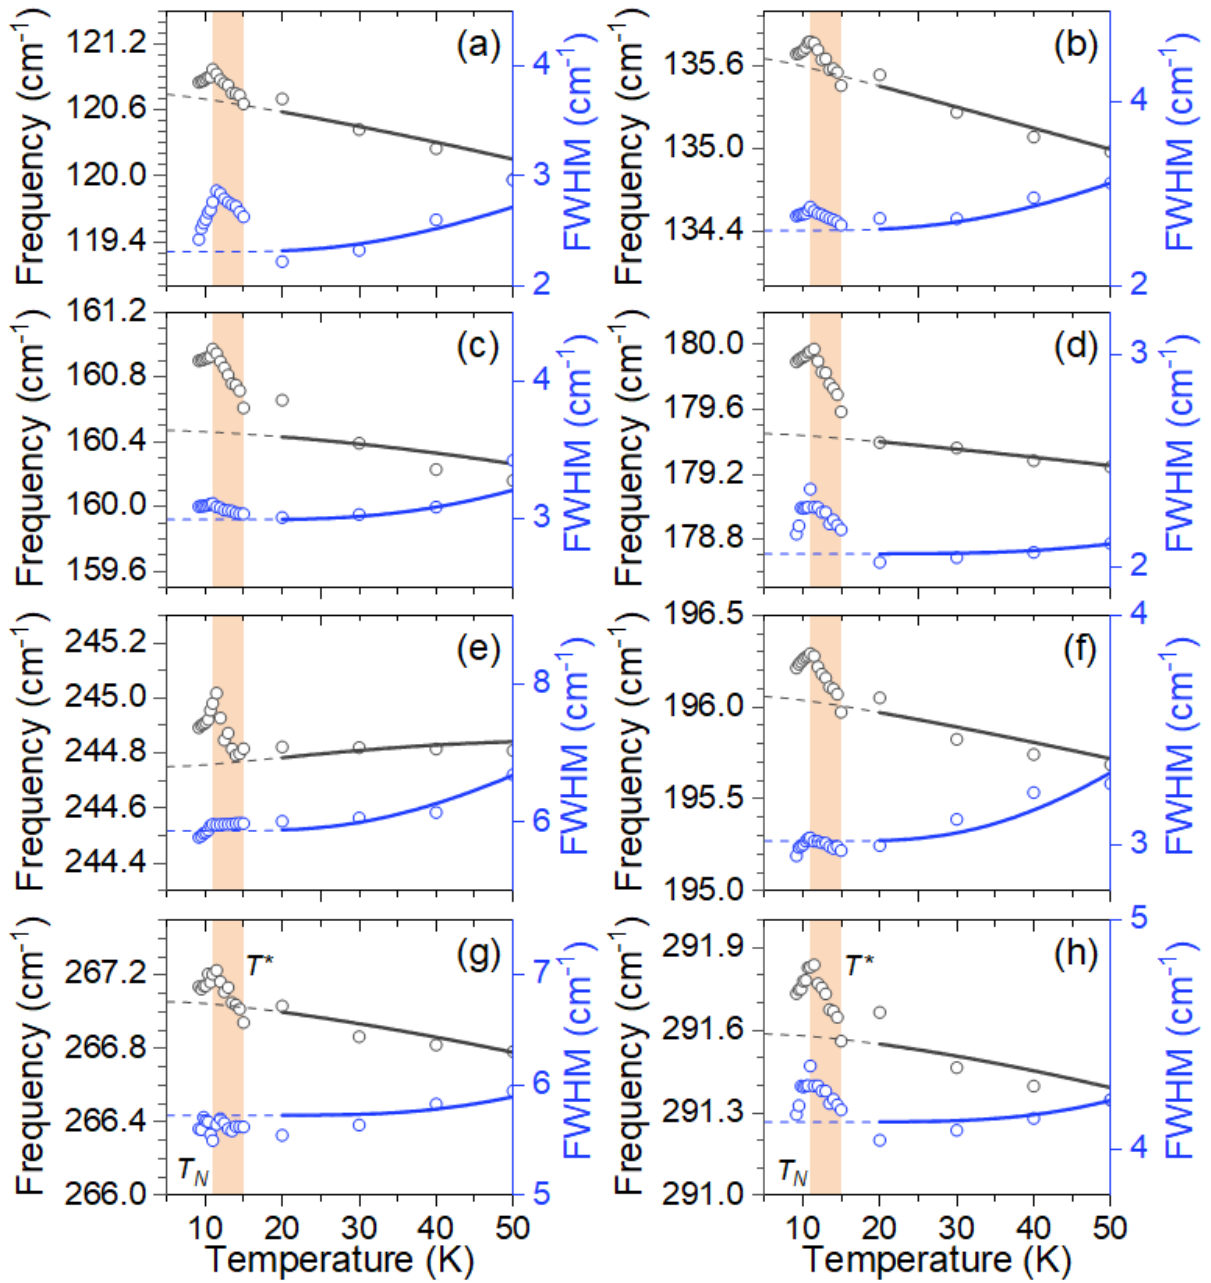 (a)
Frequency (cm⁻¹)
121.2
120.6
120.0
119.4
FWHM (cm⁻¹)
4
3
2
(b)
Frequency (cm⁻¹)
135.6
135.0
134.4
FWHM (cm⁻¹)
4
2
(c)
Frequency (cm⁻¹)
161.2
160.8
160.4
160.0
159.6
FWHM (cm⁻¹)
4
3
(d)
Frequency (cm⁻¹)
180.0
179.6
179.2
178.8
FWHM (cm⁻¹)
3
2
(e)
Frequency (cm⁻¹)
245.2
245.0
244.8
244.6
244.4
FWHM (cm⁻¹)
8
6
(f)
Frequency (cm⁻¹)
196.5
196.0
195.5
195.0
FWHM (cm⁻¹)
4
3
(g)
Frequency (cm⁻¹)
267.2
266.8
266.4
266.0
T*
T_N
FWHM (cm⁻¹)
7
6
5
10 20 30 40 50
Temperature (K)
(h)
Frequency (cm⁻¹)
291.9
291.6
291.3
291.0
T*
T_N
FWHM (cm⁻¹)
5
4
10 20 30 40 50
Temperature (K)